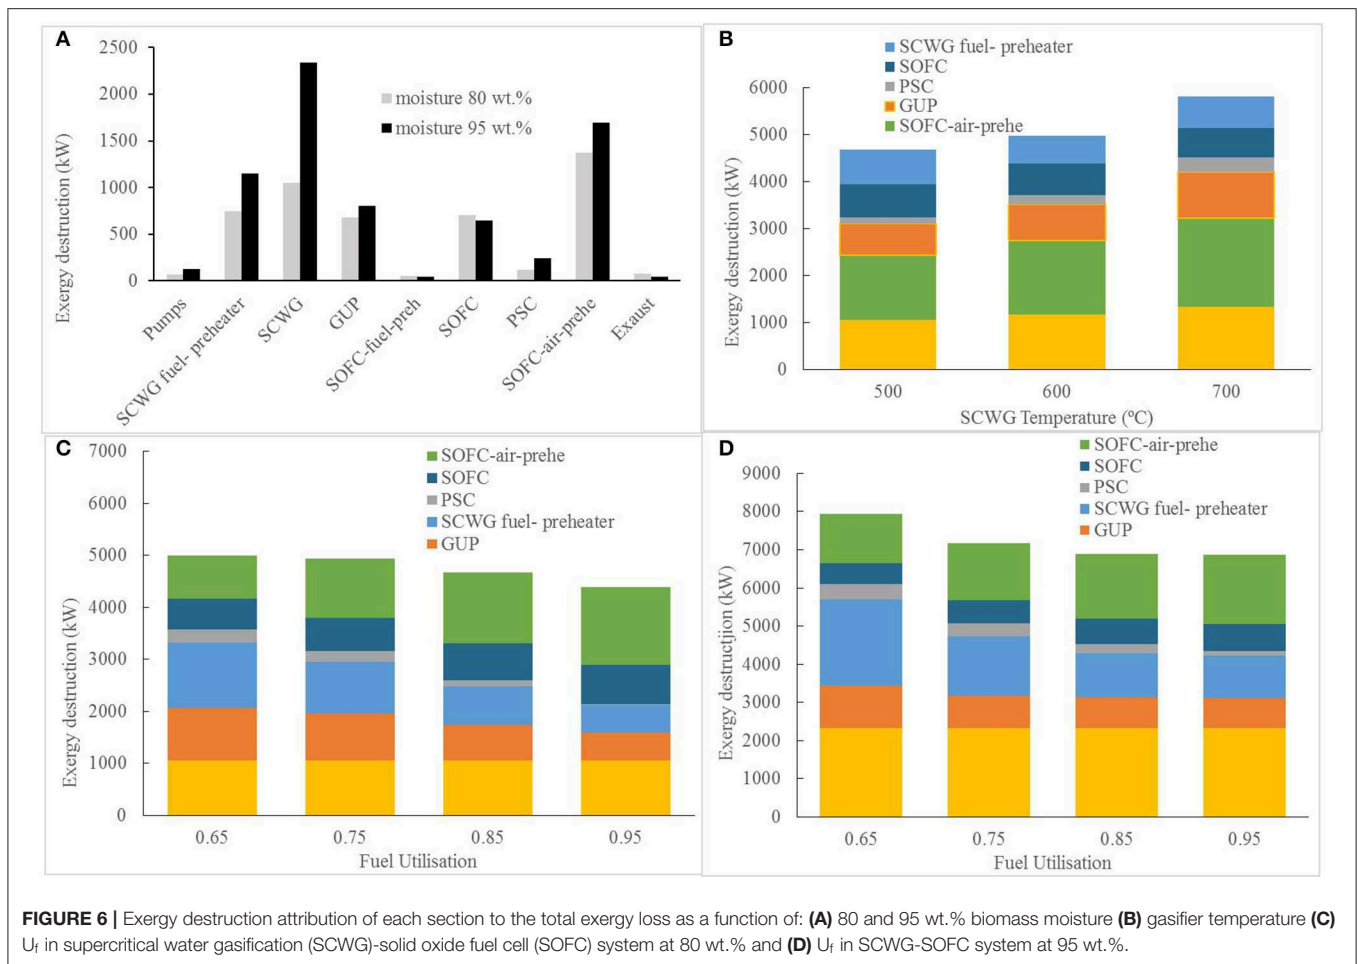 A
Exergy destruction (kW)
2500
2000
1500
1000
500
0
moisture 80 wt.%
moisture 95 wt.%
Pumps
SCWG fuel- preheater
SCWG
GUP
SOFC-fuel-preh
SOFC
PSC
SOFC-air-prehe
Exaust
B
SCWG fuel- preheater
SOFC
PSC
GUP
SOFC-air-prehe
Exergy destruction (kW)
6000
5000
4000
3000
2000
1000
0
500 600 700
SCWG Temperature (ºC)
C
SOFC-air-prehe
SOFC
PSC
SCWG fuel- preheater
GUP
Exergy destruction (kW)
7000
6000
5000
4000
3000
2000
1000
0
0.65 0.75 0.85 0.95
Fuel Utilisation
D
SOFC-air-prehe
SOFC
PSC
SCWG fuel- preheater
GUP
Exergy destructjion (kW)
9000
8000
7000
6000
5000
4000
3000
2000
1000
0
0.65 0.75 0.85 0.95
Fuel Utilisation
FIGURE 6 | Exergy destruction attribution of each section to the total exergy loss as a function of: (A) 80 and 95 wt.% biomass moisture (B) gasifier temperature (C)
Uf in supercritical water gasification (SCWG)-solid oxide fuel cell (SOFC) system at 80 wt.% and (D) Uf in SCWG-SOFC system at 95 wt.%.